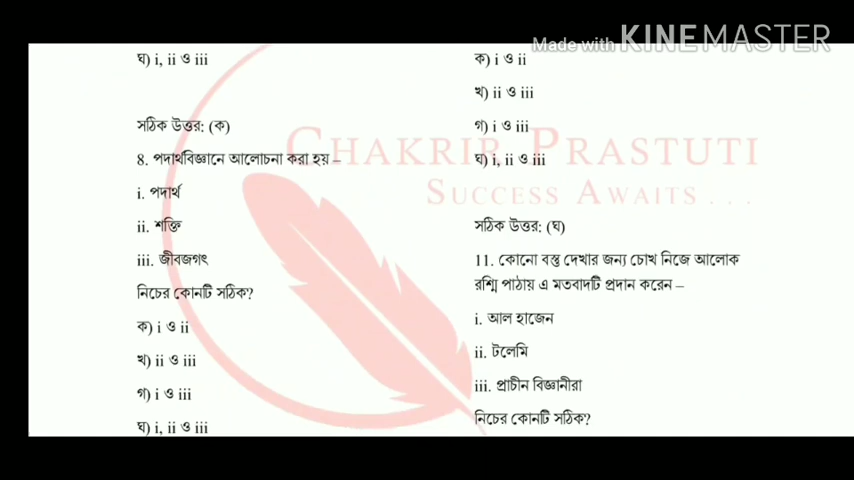 Made with KINEMASTER
ঘ) i, ii ও iii
সঠিক উত্তর: (ক)
8. পদার্থবিজ্ঞানে আলোচনা করা হয় –
i. পদার্থ
ii. শক্তি
iii. জীবজগৎ
নিচের কোনটি সঠিক?
ক) i ও ii
খ) ii ও iii
গ) i ও iii
ঘ) i, ii ও iii
ক) i ও ii
খ) ii ও iii
গ) i ও iii
ঘ) i, ii ও iii
CHAKRIR PRASTUTI
SUCCESS AWAITS . . .
সঠিক উত্তর: (ঘ)
11. কোনো বস্তু দেখার জন্য চোখ নিজে আলোক
রশ্মি পাঠায় এ মতবাদটি প্রদান করেন –
i. আল হাজেন
ii. টলেমি
iii. প্রাচীন বিজ্ঞানীরা
নিচের কোনটি সঠিক?